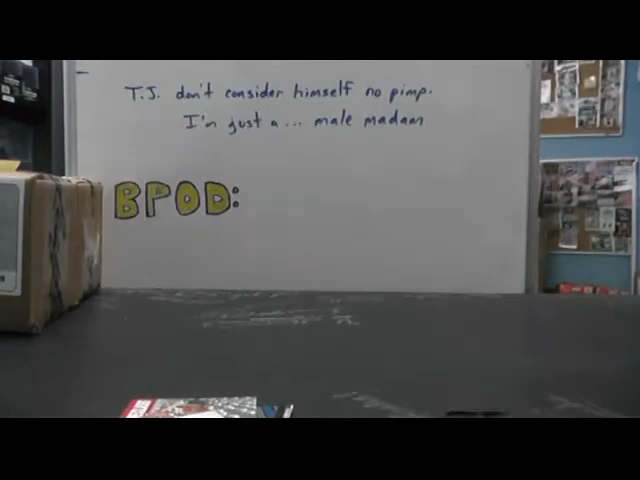 T.J. don't consider himself no pimp.
I'm just a... male madam
BPOD: